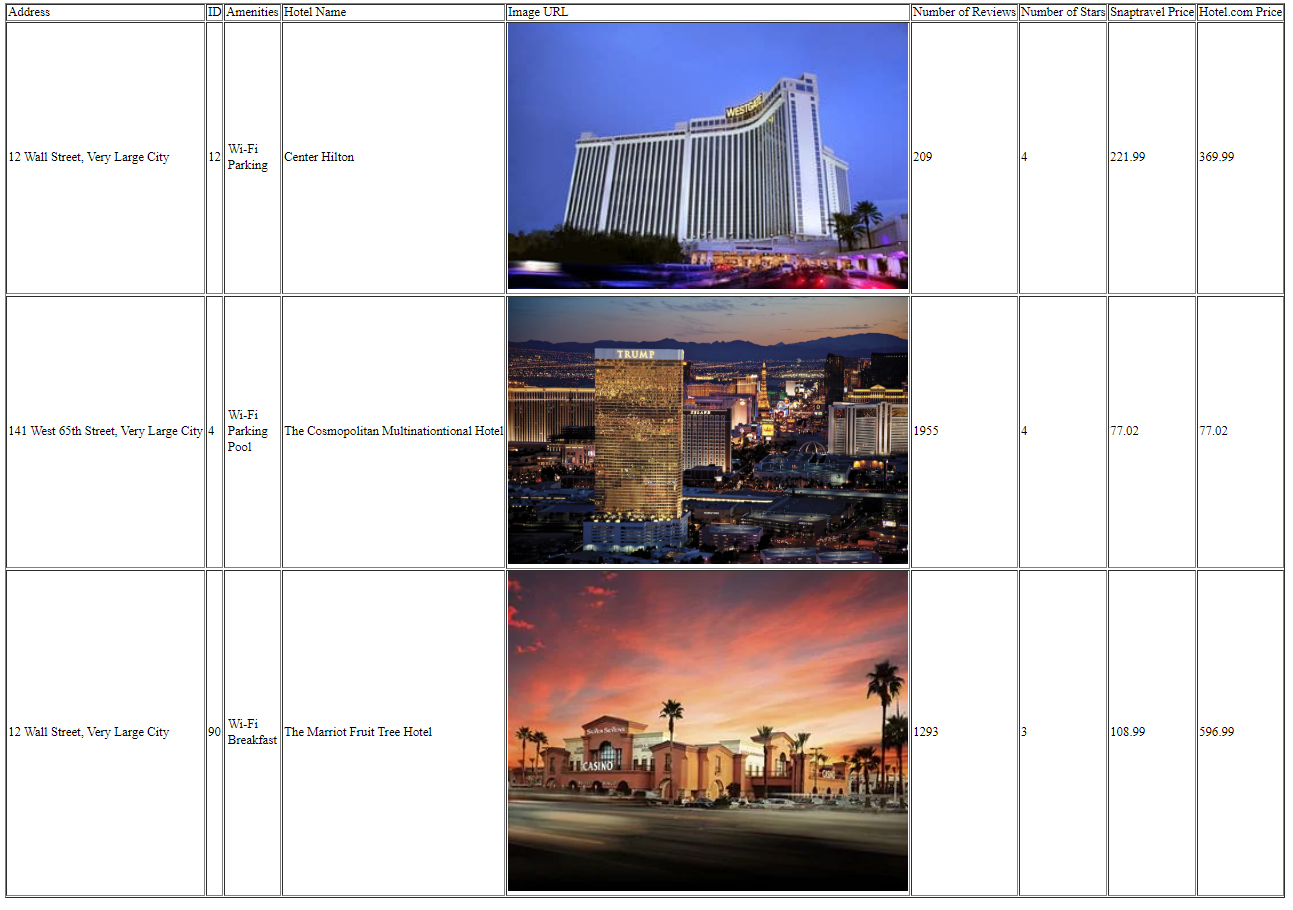 Address ID Amenities Hotel Name Image URL Number of Reviews Number of Stars Snaptravel Price Hotel.com Price
12 Wall Street, Very Large City 12 Wi-Fi Parking Center Hilton 209 4 221.99 369.99
WESTGATE
141 West 65th Street, Very Large City 4 Wi-Fi Parking Pool The Cosmopolitan Multinationtional Hotel 1955 4 77.02 77.02
TRUMP
12 Wall Street, Very Large City 90 Wi-Fi Breakfast The Marriot Fruit Tree Hotel 1293 3 108.99 596.99
CASINO